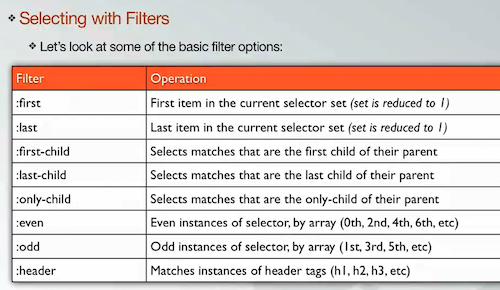 Selecting with Filters
Let's look at some of the basic filter options:
Filter Operation
:first First item in the current selector set (set is reduced to 1)
:last Last item in the current selector set (set is reduced to 1)
:first-child Selects matches that are the first child of their parent
:last-child Selects matches that are the last child of their parent
:only-child Selects matches that are the only-child of their parent
:even Even instances of selector, by array (0th, 2nd, 4th, 6th, etc)
:odd Odd instances of selector, by array (1st, 3rd, 5th, etc)
:header Matches instances of header tags (h1, h2, h3, etc)